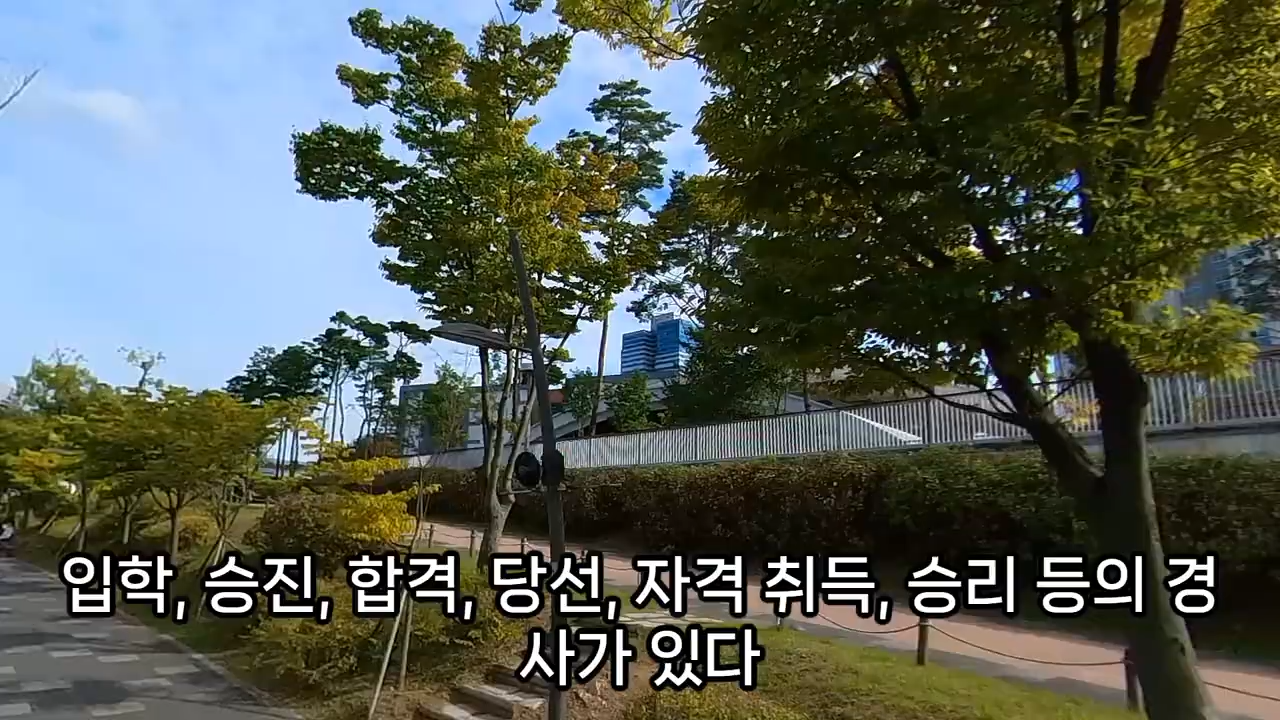 입학, 승진, 합격, 당선, 자격 취득, 승리 등의 경
사가 있다